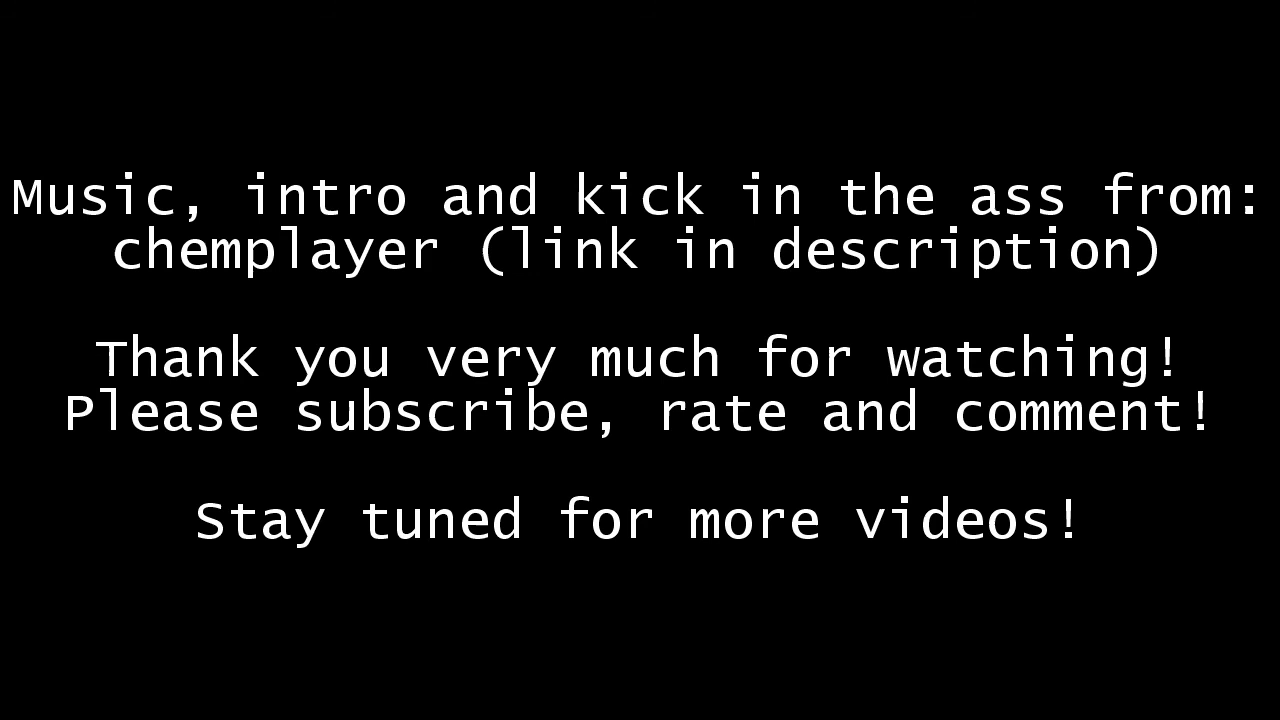 Music, intro and kick in the ass from:
chemplayer (link in description)
Thank you very much for watching!
Please subscribe, rate and comment!
Stay tuned for more videos!